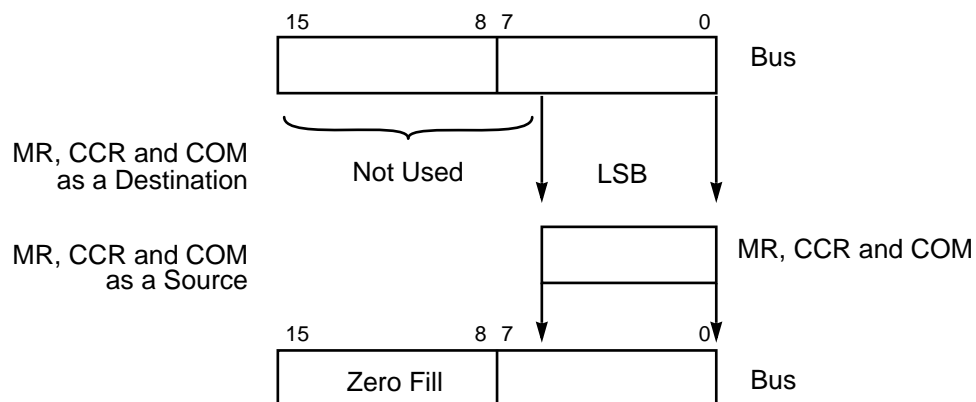 15 8 7 0
Bus
MR, CCR and COM
as a Destination
Not Used
LSB
MR, CCR and COM
as a Source
MR, CCR and COM
15 8 7 0
Zero Fill
Bus